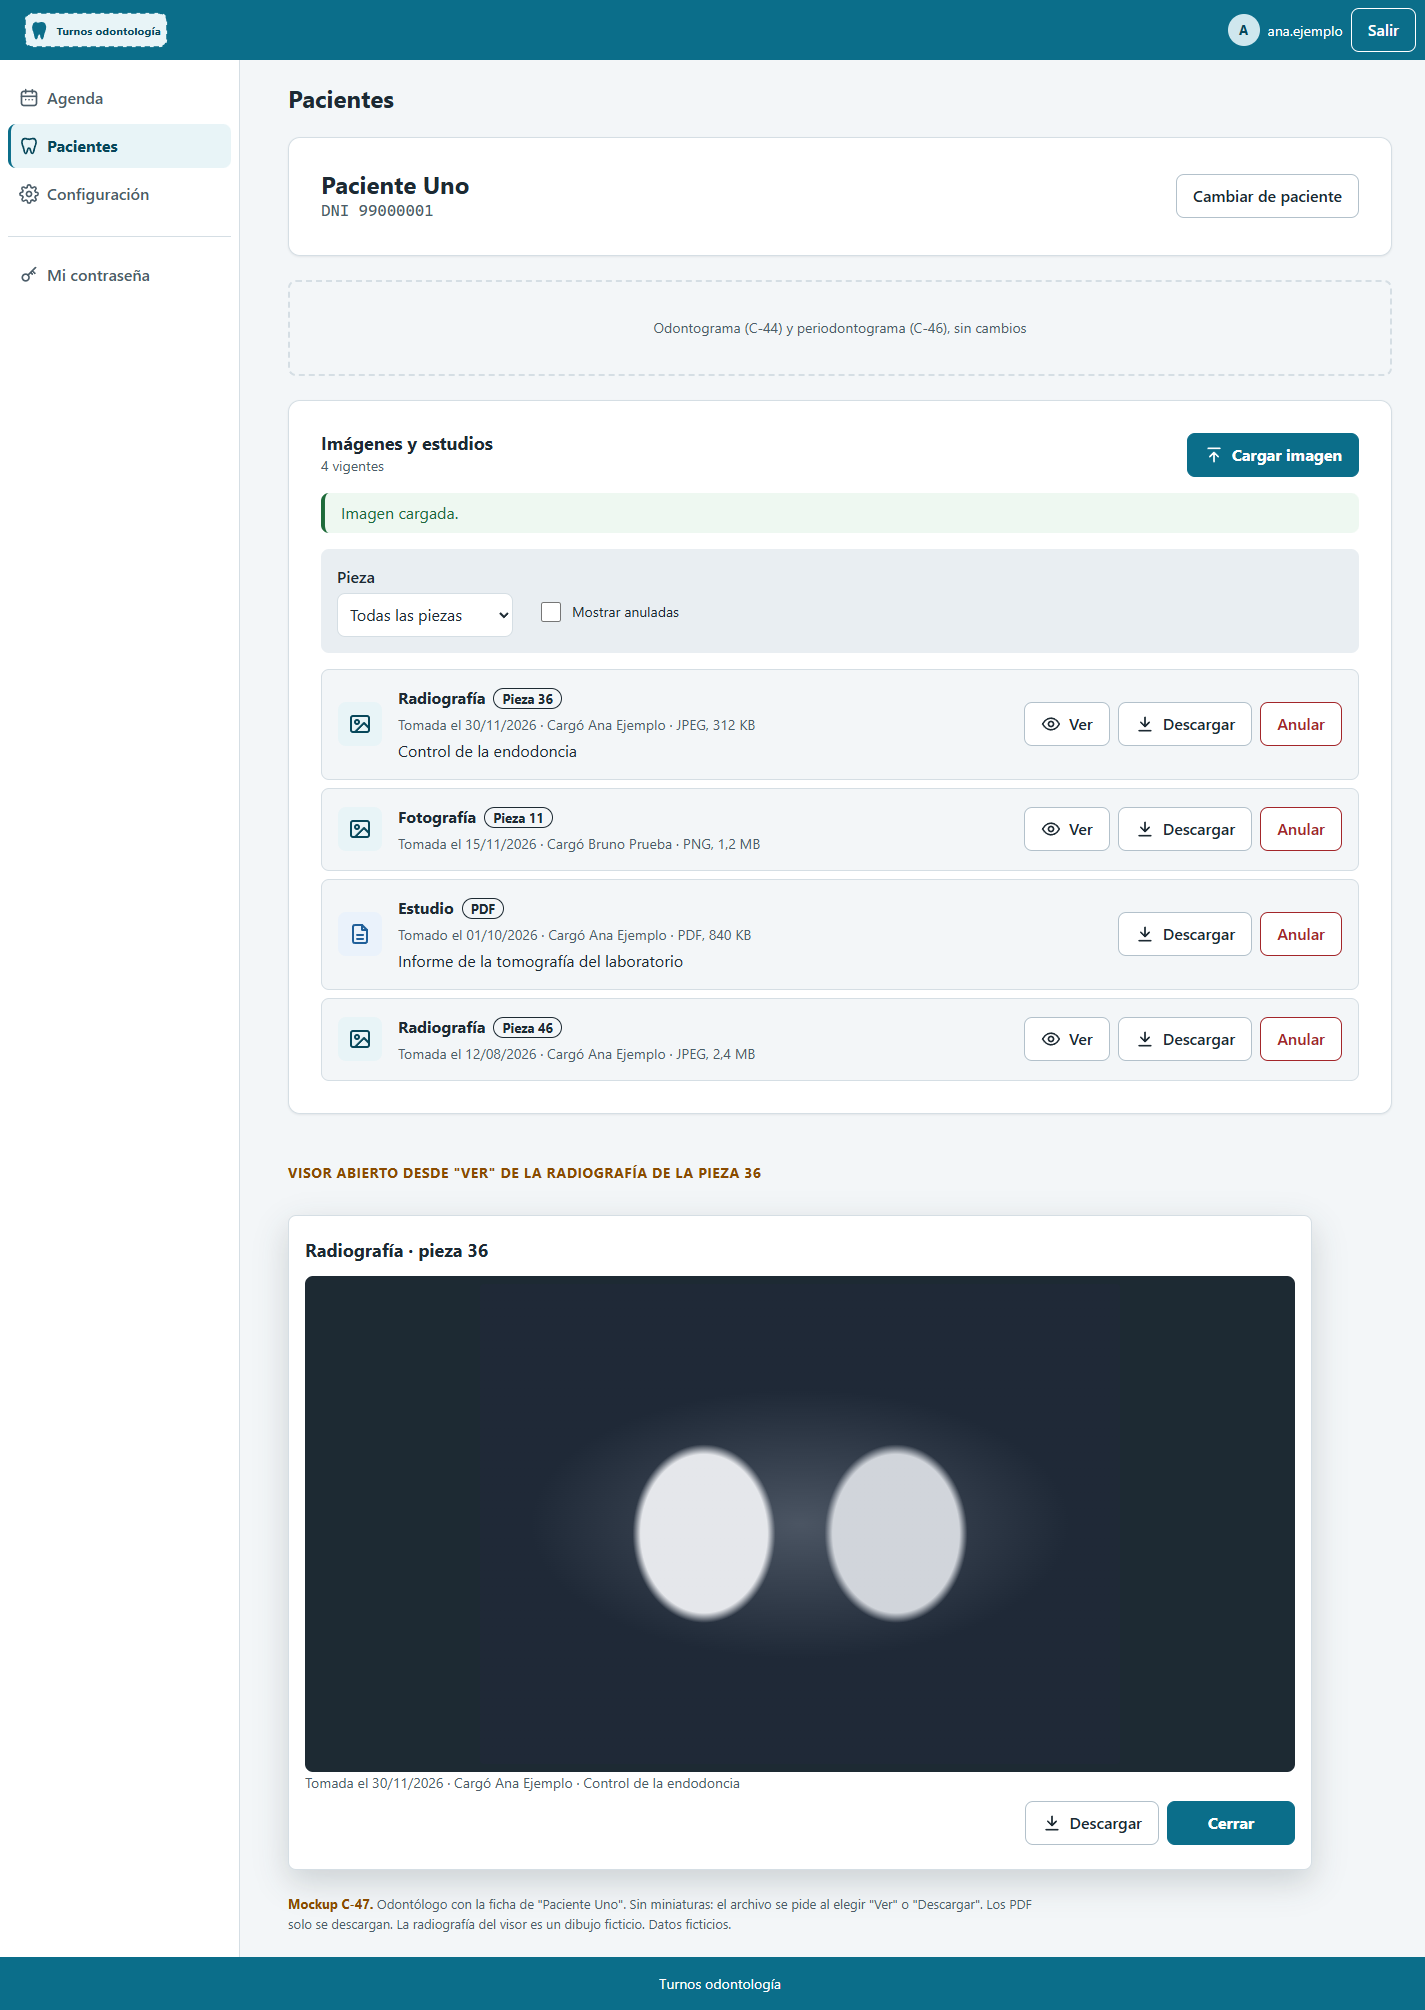 Turnos odontología
A
ana.ejemplo
Salir
Agenda
Pacientes
Configuración
Mi contraseña
Pacientes
Paciente Uno
DNI 99000001
Cambiar de paciente
Odontograma (C-44) y periodontograma (C-46), sin cambios
Imágenes y estudios
4 vigentes
Cargar imagen
Imagen cargada.
Pieza
Todas las piezas
Mostrar anuladas
Radiografía Pieza 36
Tomada el 30/11/2026 · Cargó Ana Ejemplo · JPEG, 312 KB
Control de la endodoncia
Ver Descargar Anular
Fotografía Pieza 11
Tomada el 15/11/2026 · Cargó Bruno Prueba · PNG, 1,2 MB
Ver Descargar Anular
Estudio PDF
Tomado el 01/10/2026 · Cargó Ana Ejemplo · PDF, 840 KB
Informe de la tomografía del laboratorio
Descargar Anular
Radiografía Pieza 46
Tomada el 12/08/2026 · Cargó Ana Ejemplo · JPEG, 2,4 MB
Ver Descargar Anular
VISOR ABIERTO DESDE "VER" DE LA RADIOGRAFÍA DE LA PIEZA 36
Radiografía · pieza 36
Tomada el 30/11/2026 · Cargó Ana Ejemplo · Control de la endodoncia
Descargar Cerrar
Mockup C-47. Odontólogo con la ficha de "Paciente Uno". Sin miniaturas: el archivo se pide al elegir "Ver" o "Descargar". Los PDF
solo se descargan. La radiografía del visor es un dibujo ficticio. Datos ficticios.
Turnos odontología